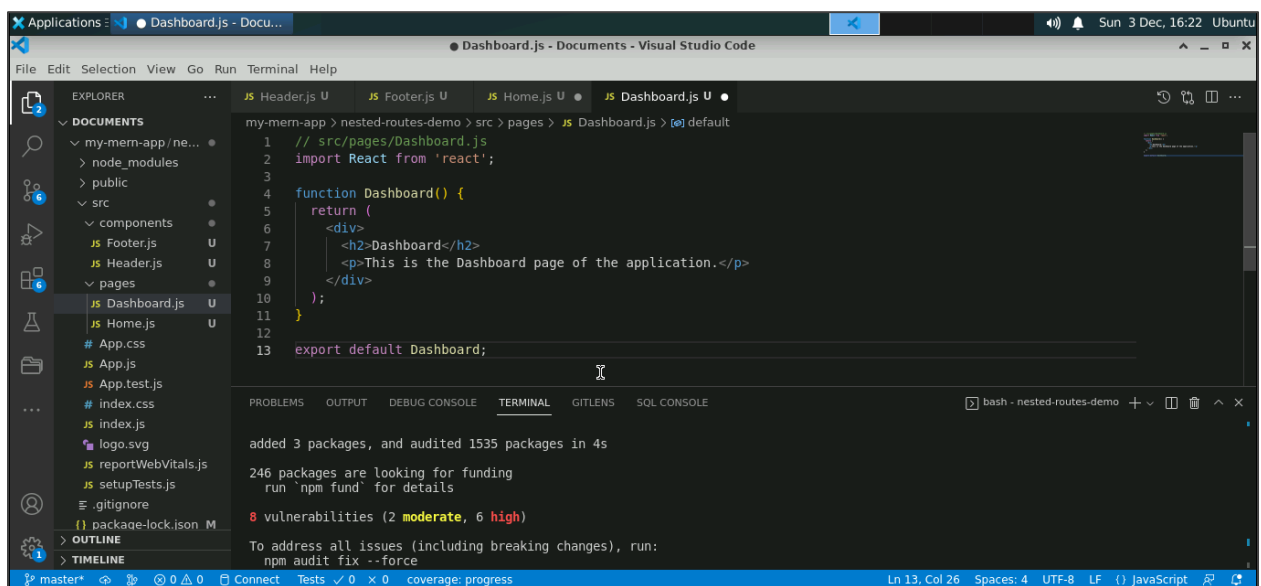 Applications Dashboard.js - Docu... Sun 3 Dec, 16:22 Ubuntu
Dashboard.js - Documents - Visual Studio Code
File Edit Selection View Go Run Terminal Help
EXPLORER ...
JS Header.js U JS Footer.js U JS Home.js U JS Dashboard.js U
DOCUMENTS
my-mern-app > nested-routes-demo > src > pages > JS Dashboard.js > default
my-mern-app/ne...
node_modules
public
src
components
JS Footer.js U
JS Header.js U
pages
JS Dashboard.js U
JS Home.js U
# App.css
JS App.js
JS App.test.js
# index.css
JS index.js
logo.svg
JS reportWebVitals.js
JS setupTests.js
.gitignore
{} package-lock.json M
OUTLINE
TIMELINE
2
6
6
1
1 // src/pages/Dashboard.js
2 import React from 'react';
3
4 function Dashboard() {
5 return (
6 <div>
7 <h2>Dashboard</h2>
8 <p>This is the Dashboard page of the application.</p>
9 </div>
10 );
11 }
12
13 export default Dashboard;
PROBLEMS OUTPUT DEBUG CONSOLE TERMINAL GITLENS SQL CONSOLE bash - nested-routes-demo
added 3 packages, and audited 1535 packages in 4s
246 packages are looking for funding
run `npm fund` for details
8 vulnerabilities (2 moderate, 6 high)
To address all issues (including breaking changes), run:
npm audit fix --force
master* 0 0 Connect Tests 0 0 coverage: progress Ln 13, Col 26 Spaces: 4 UTF-8 LF {} JavaScript